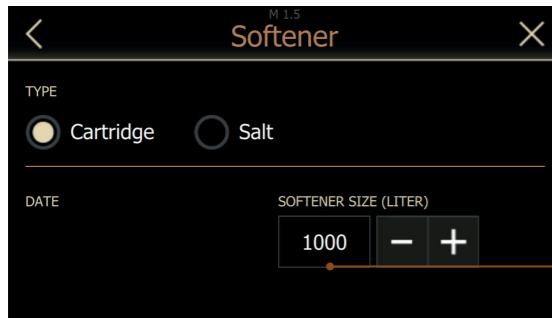 M 1.5
Softener
TYPE
Cartridge Salt
DATE SOFTENER SIZE (LITER)
1000 − +